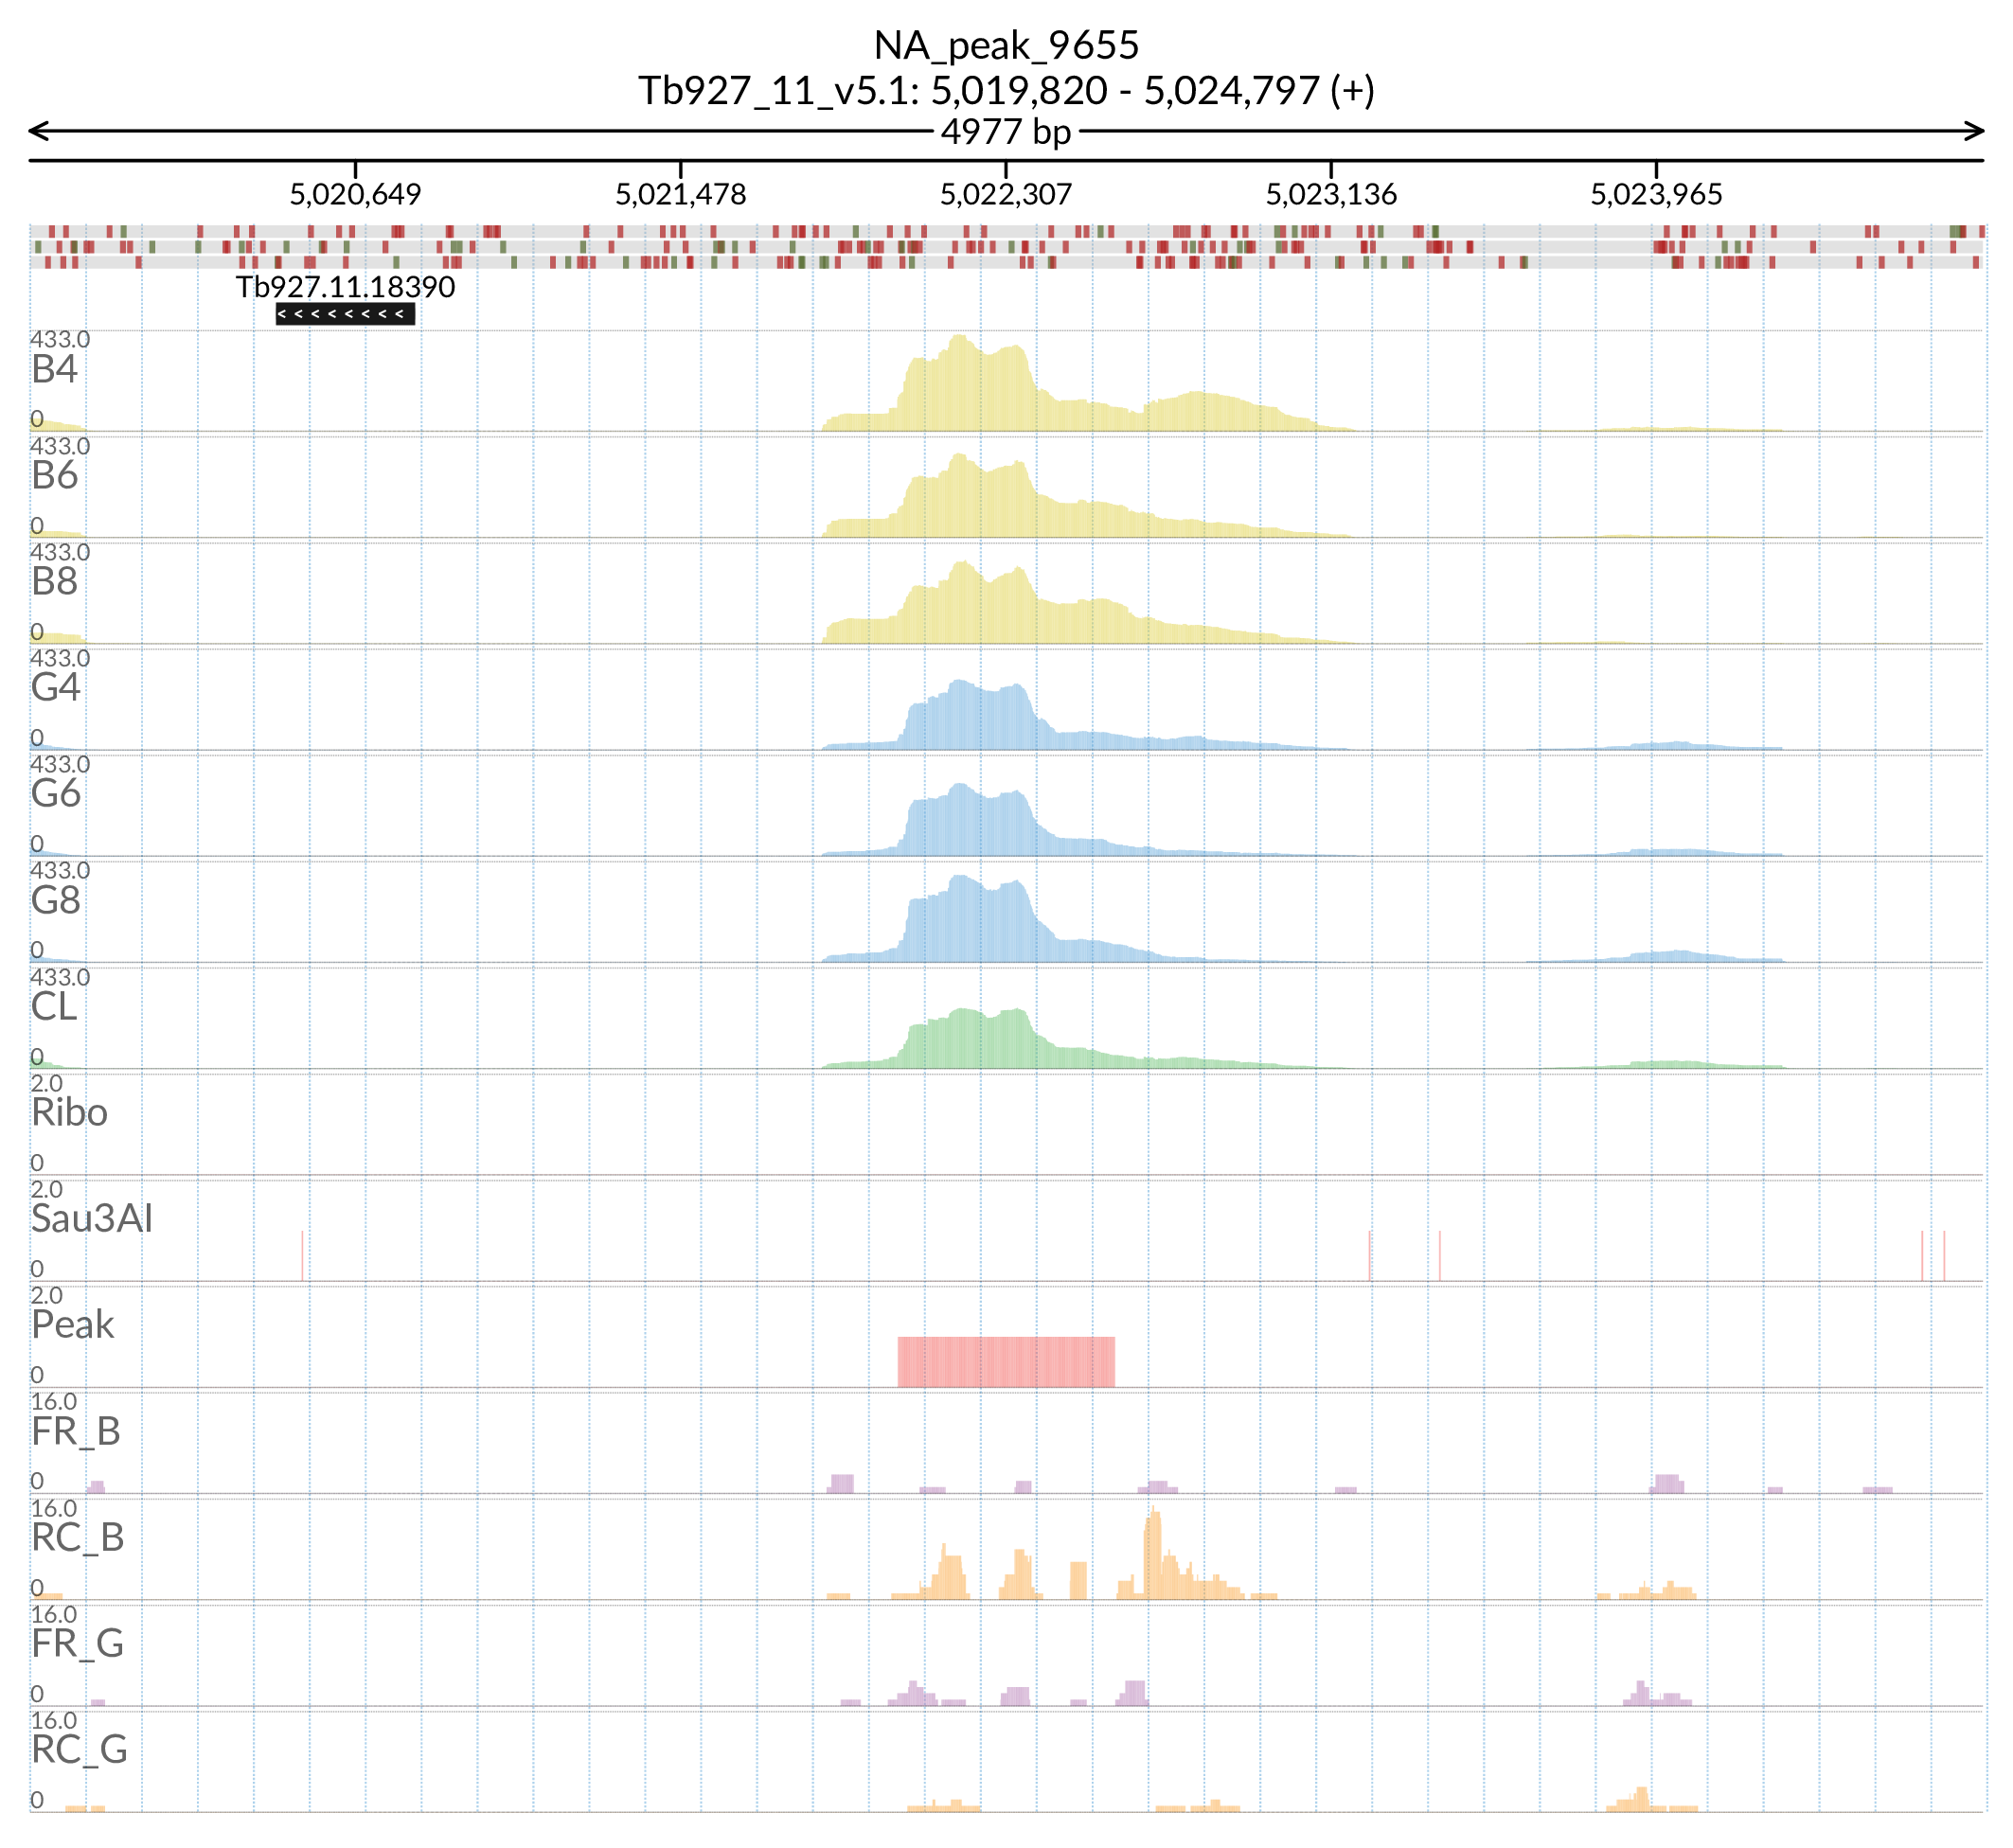 NA_peak_9655
Tb927_11_v5.1: 5,019,820 - 5,024,797 (+)
4977 bp
5,020,649 5,021,478 5,022,307 5,023,136 5,023,965
Tb927.11.18390
< < < < < < < <
433.0
B4
0
433.0
B6
0
433.0
B8
0
433.0
G4
0
433.0
G6
0
433.0
G8
0
433.0
CL
0
2.0
Ribo
0
2.0
Sau3AI
0
2.0
Peak
0
16.0
FR_B
0
16.0
RC_B
0
16.0
FR_G
0
16.0
RC_G
0